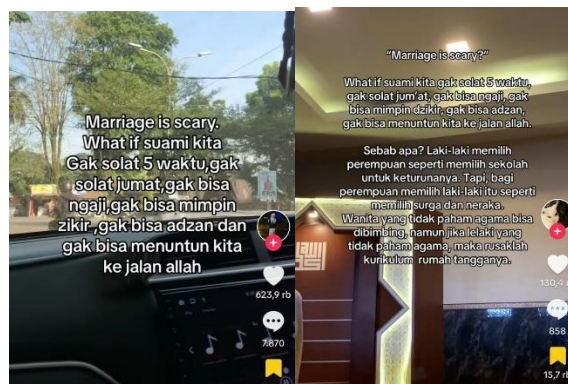 Marriage is scary.
What if suami kita
Gak solat 5 waktu,gak
solat jumat,gak bisa
ngaji,gak bisa mimpin
zikir ,gak bisa adzan dan
gak bisa menuntun kita
ke jalan allah
623,9 rb
7.870
"Marriage is scary?"
What if suami kita gak solat 5 waktu,
gak solat jum'at, gak bisa ngaji, gak
bisa mimpin dzikir, gak bisa adzan,
gak bisa menuntun kita ke jalan allah.
Sebab apa? Laki-laki memilih
perempuan seperti memilih sekolah
untuk keturunanya. Tapi, bagi
perempuan memilih laki-laki itu seperti
memilih surga dan neraka.
Wanita yang tidak paham agama bisa
dibimbing, namun jika lelaki yang
tidak paham agama, maka rusaklah
kurikulum rumah tangganya.
130,4 r
858
15,7 rb